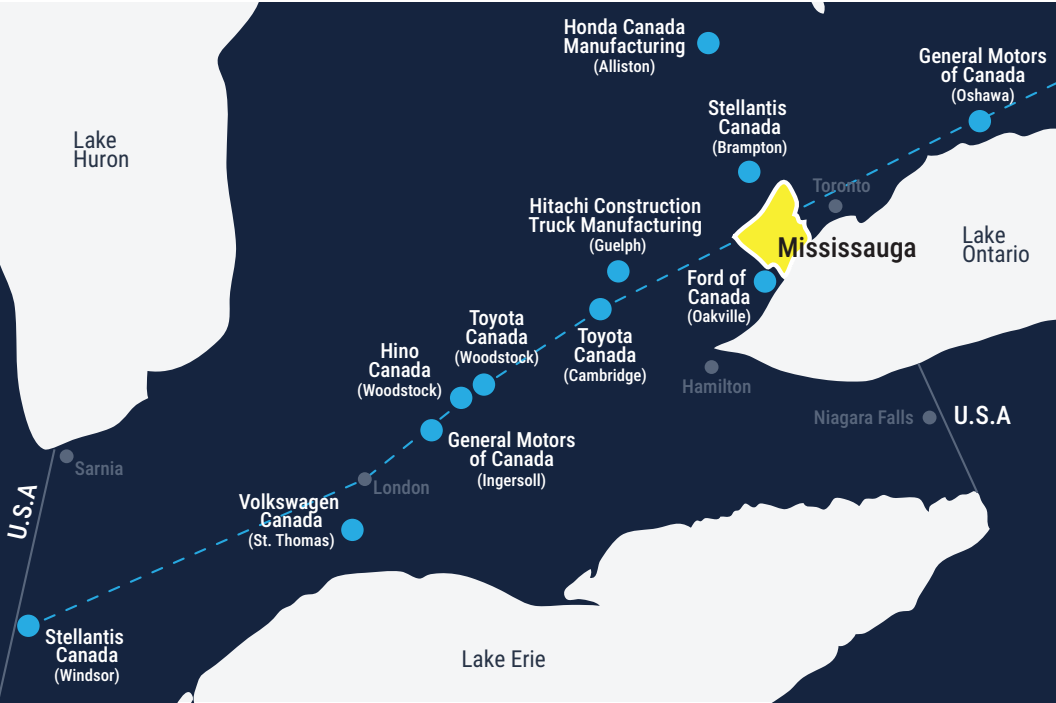 Honda Canada
Manufacturing
(Alliston)
General Motors
of Canada
(Oshawa)
Stellantis
Canada
(Brampton)
Lake
Huron
Toronto
Hitachi Construction
Truck Manufacturing
(Guelph)
Mississauga
Lake
Ontario
Ford of
Canada
(Oakville)
Toyota
Canada
(Woodstock)
Toyota
Canada
(Cambridge)
Hino
Canada
(Woodstock)
Hamilton
Niagara Falls
U.S.A
General Motors
of Canada
(Ingersoll)
Sarnia
London
U.S.A
Volkswagen
Canada
(St. Thomas)
Stellantis
Canada
(Windsor)
Lake Erie